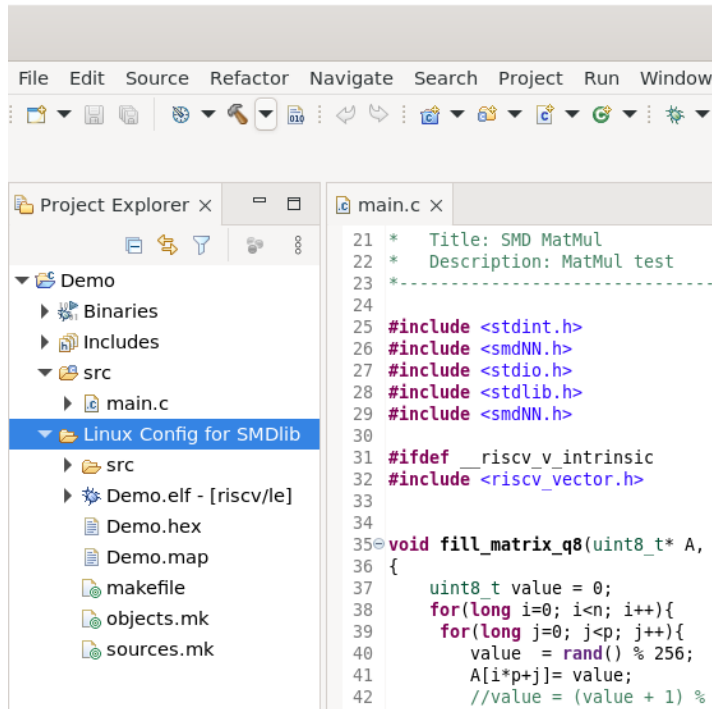 File Edit Source Refactor Navigate Search Project Run Window
Project Explorer
Demo
Binaries
Includes
src
main.c
Linux Config for SMDlib
src
Demo.elf - [riscv/le]
Demo.hex
Demo.map
makefile
objects.mk
sources.mk
main.c
21 *   Title: SMD MatMul
22 *   Description: MatMul test
23 *-----------------------------
24
25 #include <stdint.h>
26 #include <smdNN.h>
27 #include <stdio.h>
28 #include <stdlib.h>
29 #include <smdNN.h>
30
31 #ifdef __riscv_v_intrinsic
32 #include <riscv_vector.h>
33
34
35 void fill_matrix_q8(uint8_t* A,
36 {
37     uint8_t value = 0;
38     for(long i=0; i<n; i++){
39      for(long j=0; j<p; j++){
40         value  = rand() % 256;
41         A[i*p+j]= value;
42         //value = (value + 1) %